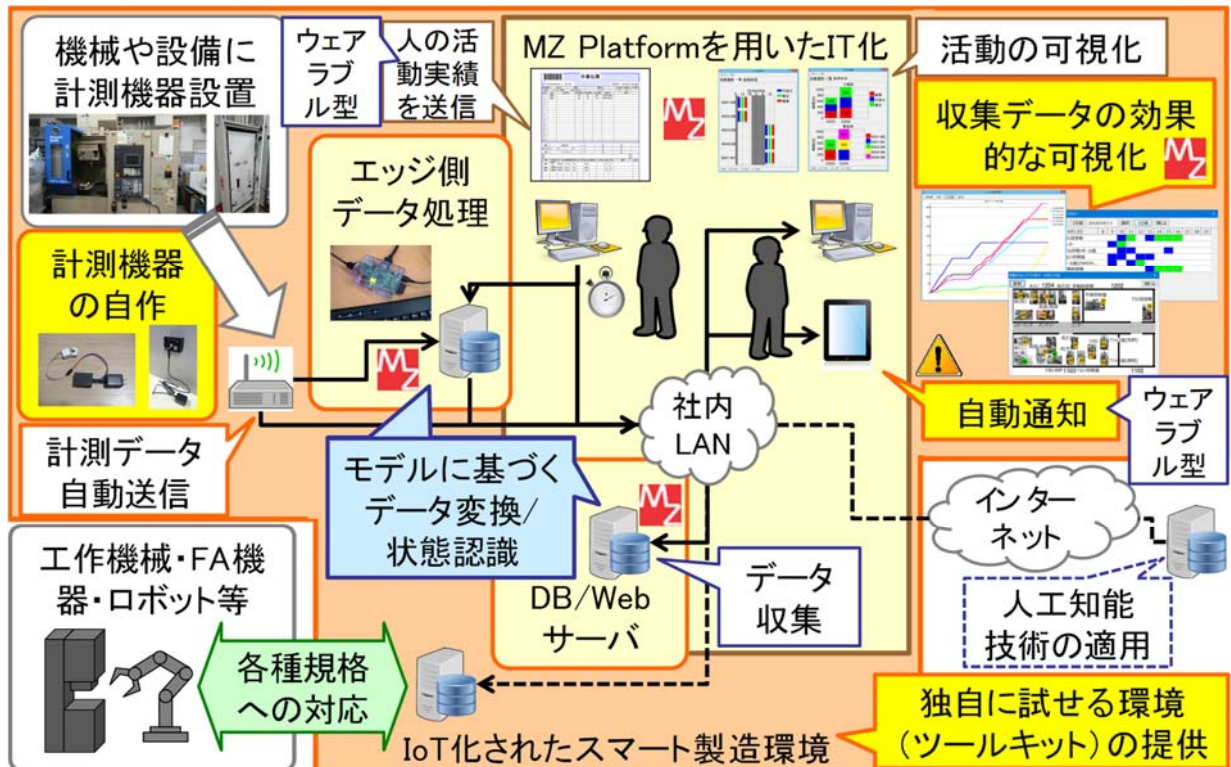 機械や設備に
計測機器設置
ウェア
ラブ
ル型
人の活
動実績
を送信
MZ Platformを用いたIT化
活動の可視化
収集データの効果
的な可視化
MZ
MZ
エッジ側
データ処理
計測機器
の自作
MZ
計測データ
自動送信
社内
LAN
自動通知
ウェア
ラブ
ル型
モデルに基づく
データ変換/
状態認識
MZ
DB/Web
サーバ
データ
収集
インター
ネット
人工知能
技術の適用
工作機械・FA機
器・ロボット等
各種規格
への対応
IoT化されたスマート製造環境
独自に試せる環境
(ツールキット)の提供